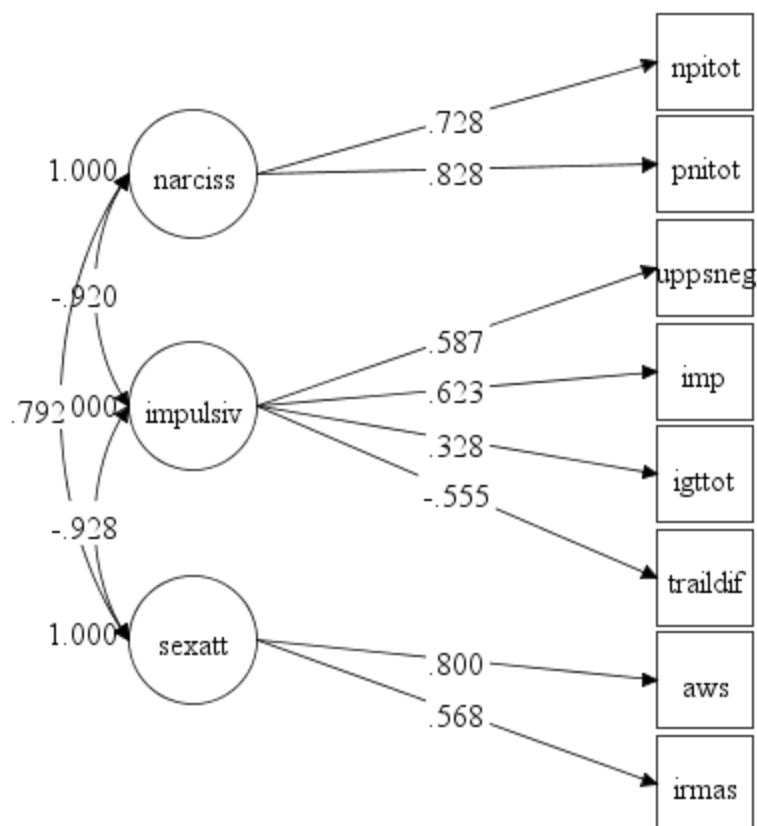 npitot
.728
1.000
narciss
.828
pnitot
-.920
uppsneg
.587
imp
.623
.792
000
impulsiv
.328
igttot
-.555
-.928
traildif
1.000
sexatt
.800
aws
.568
irmas